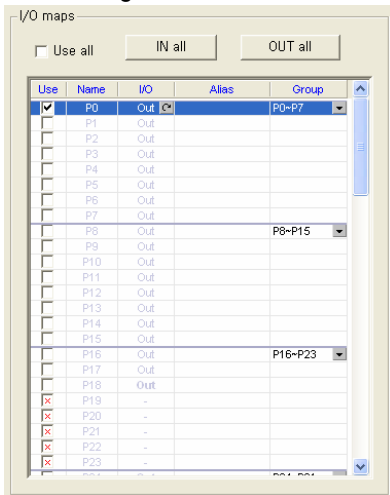 I/O maps
Use all IN all OUT all
Use Name I/O Alias Group
P0 Out P0~P7
P1 Out
P2 Out
P3 Out
P4 Out
P5 Out
P6 Out
P7 Out
P8 Out P8~P15
P9 Out
P10 Out
P11 Out
P12 Out
P13 Out
P14 Out
P15 Out
P16 Out P16~P23
P17 Out
P18 Out
P19 -
P20 -
P21 -
P22 -
P23 -